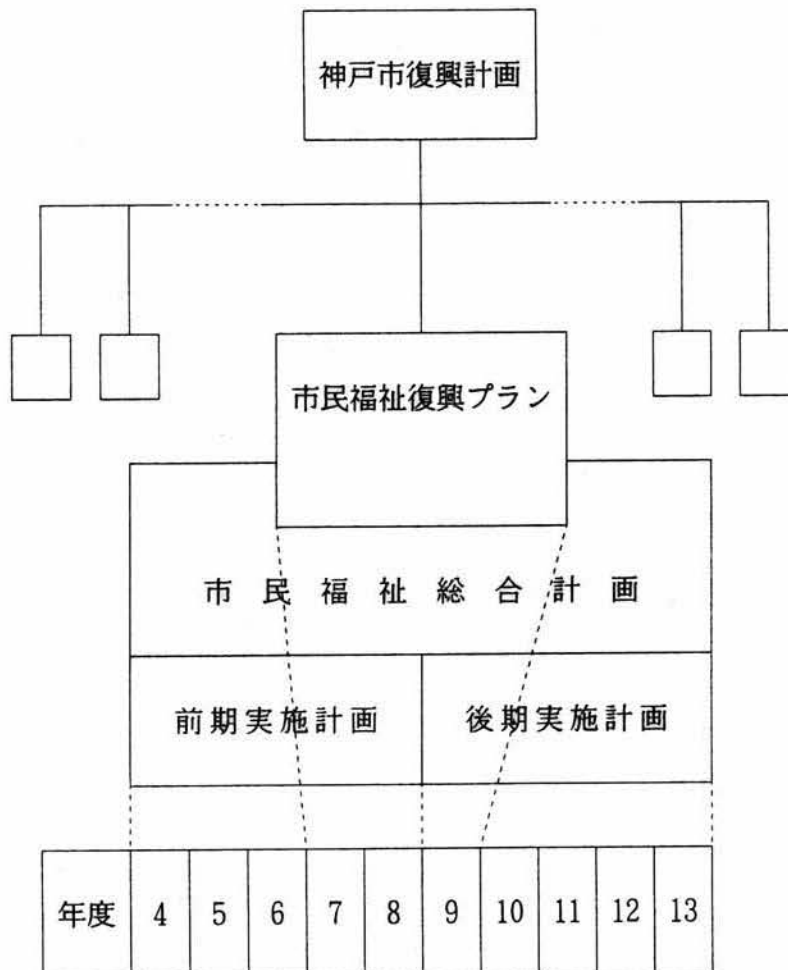 神戸市復興計画
市民福祉復興プラン
市民福祉総合計画
前期実施計画 後期実施計画
年度 4 5 6 7 8 9 10 11 12 13